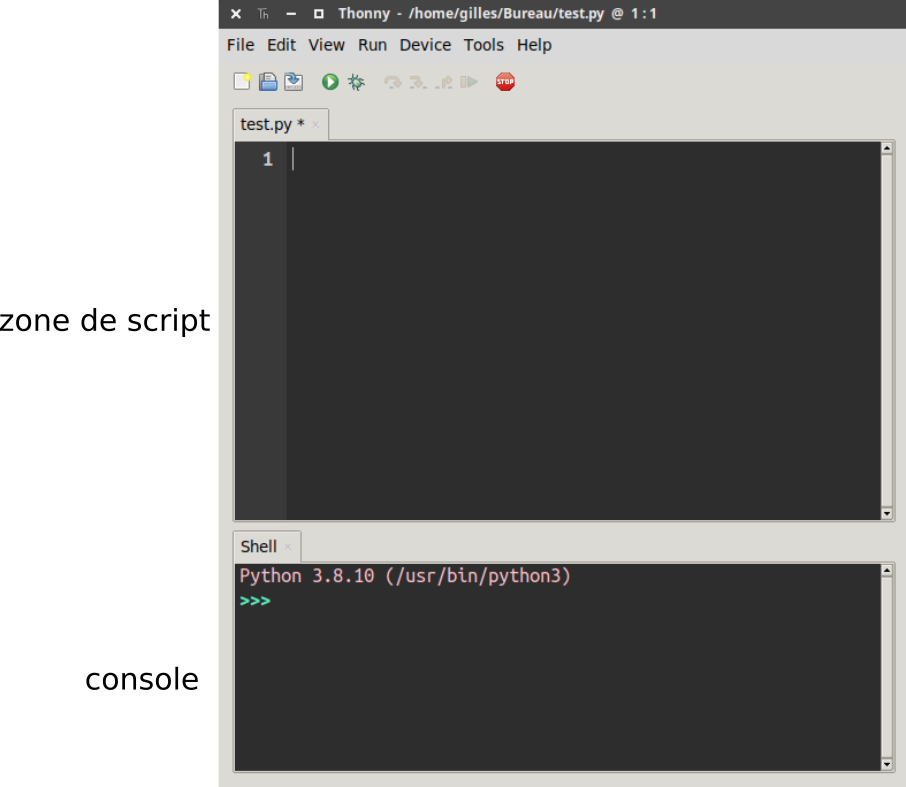 Th Thonny - /home/gilles/Bureau/test.py @ 1:1
File Edit View Run Device Tools Help
STOP
test.py *
1
zone de script
Shell
Python 3.8.10 (/usr/bin/python3)
>>>
console